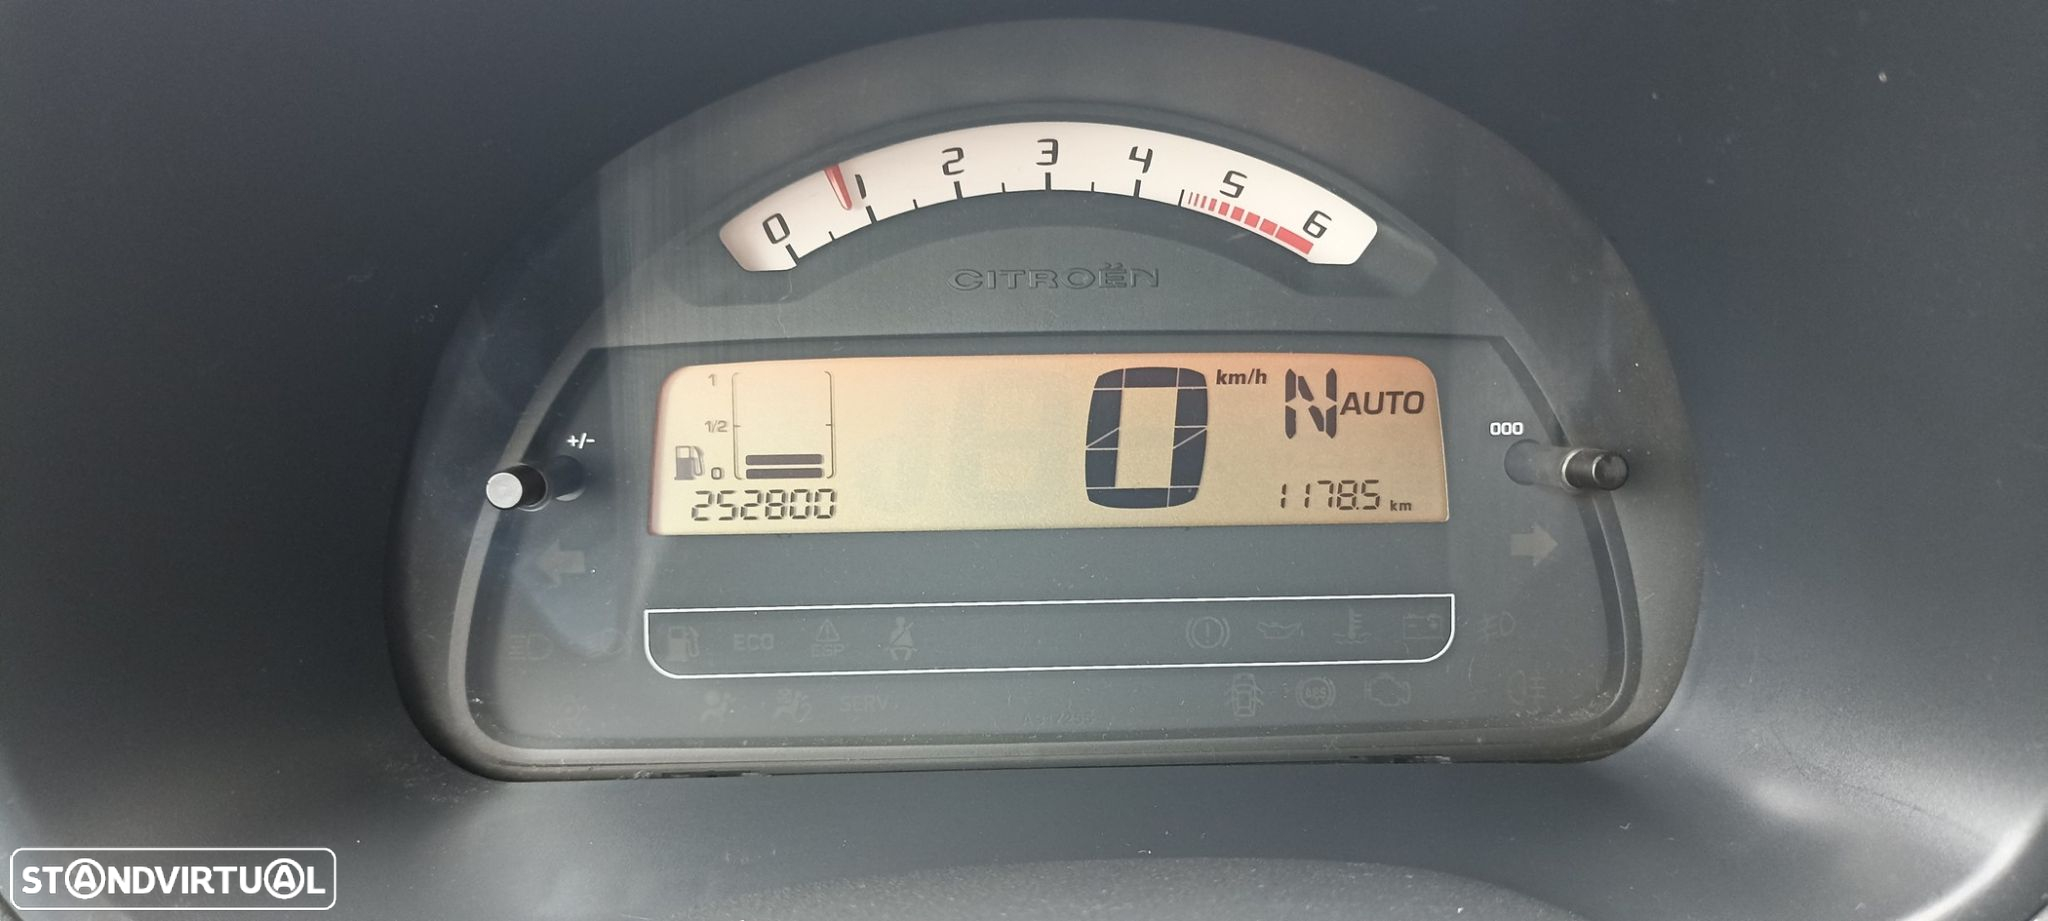 0 1 2 3 4 5 6
CITROËN
1
1/2
0
252800
0 km/h
N AUTO
1178.5 km
+/-
000
ECO
ESP
SERV
ABS
STANDVIRTUAL